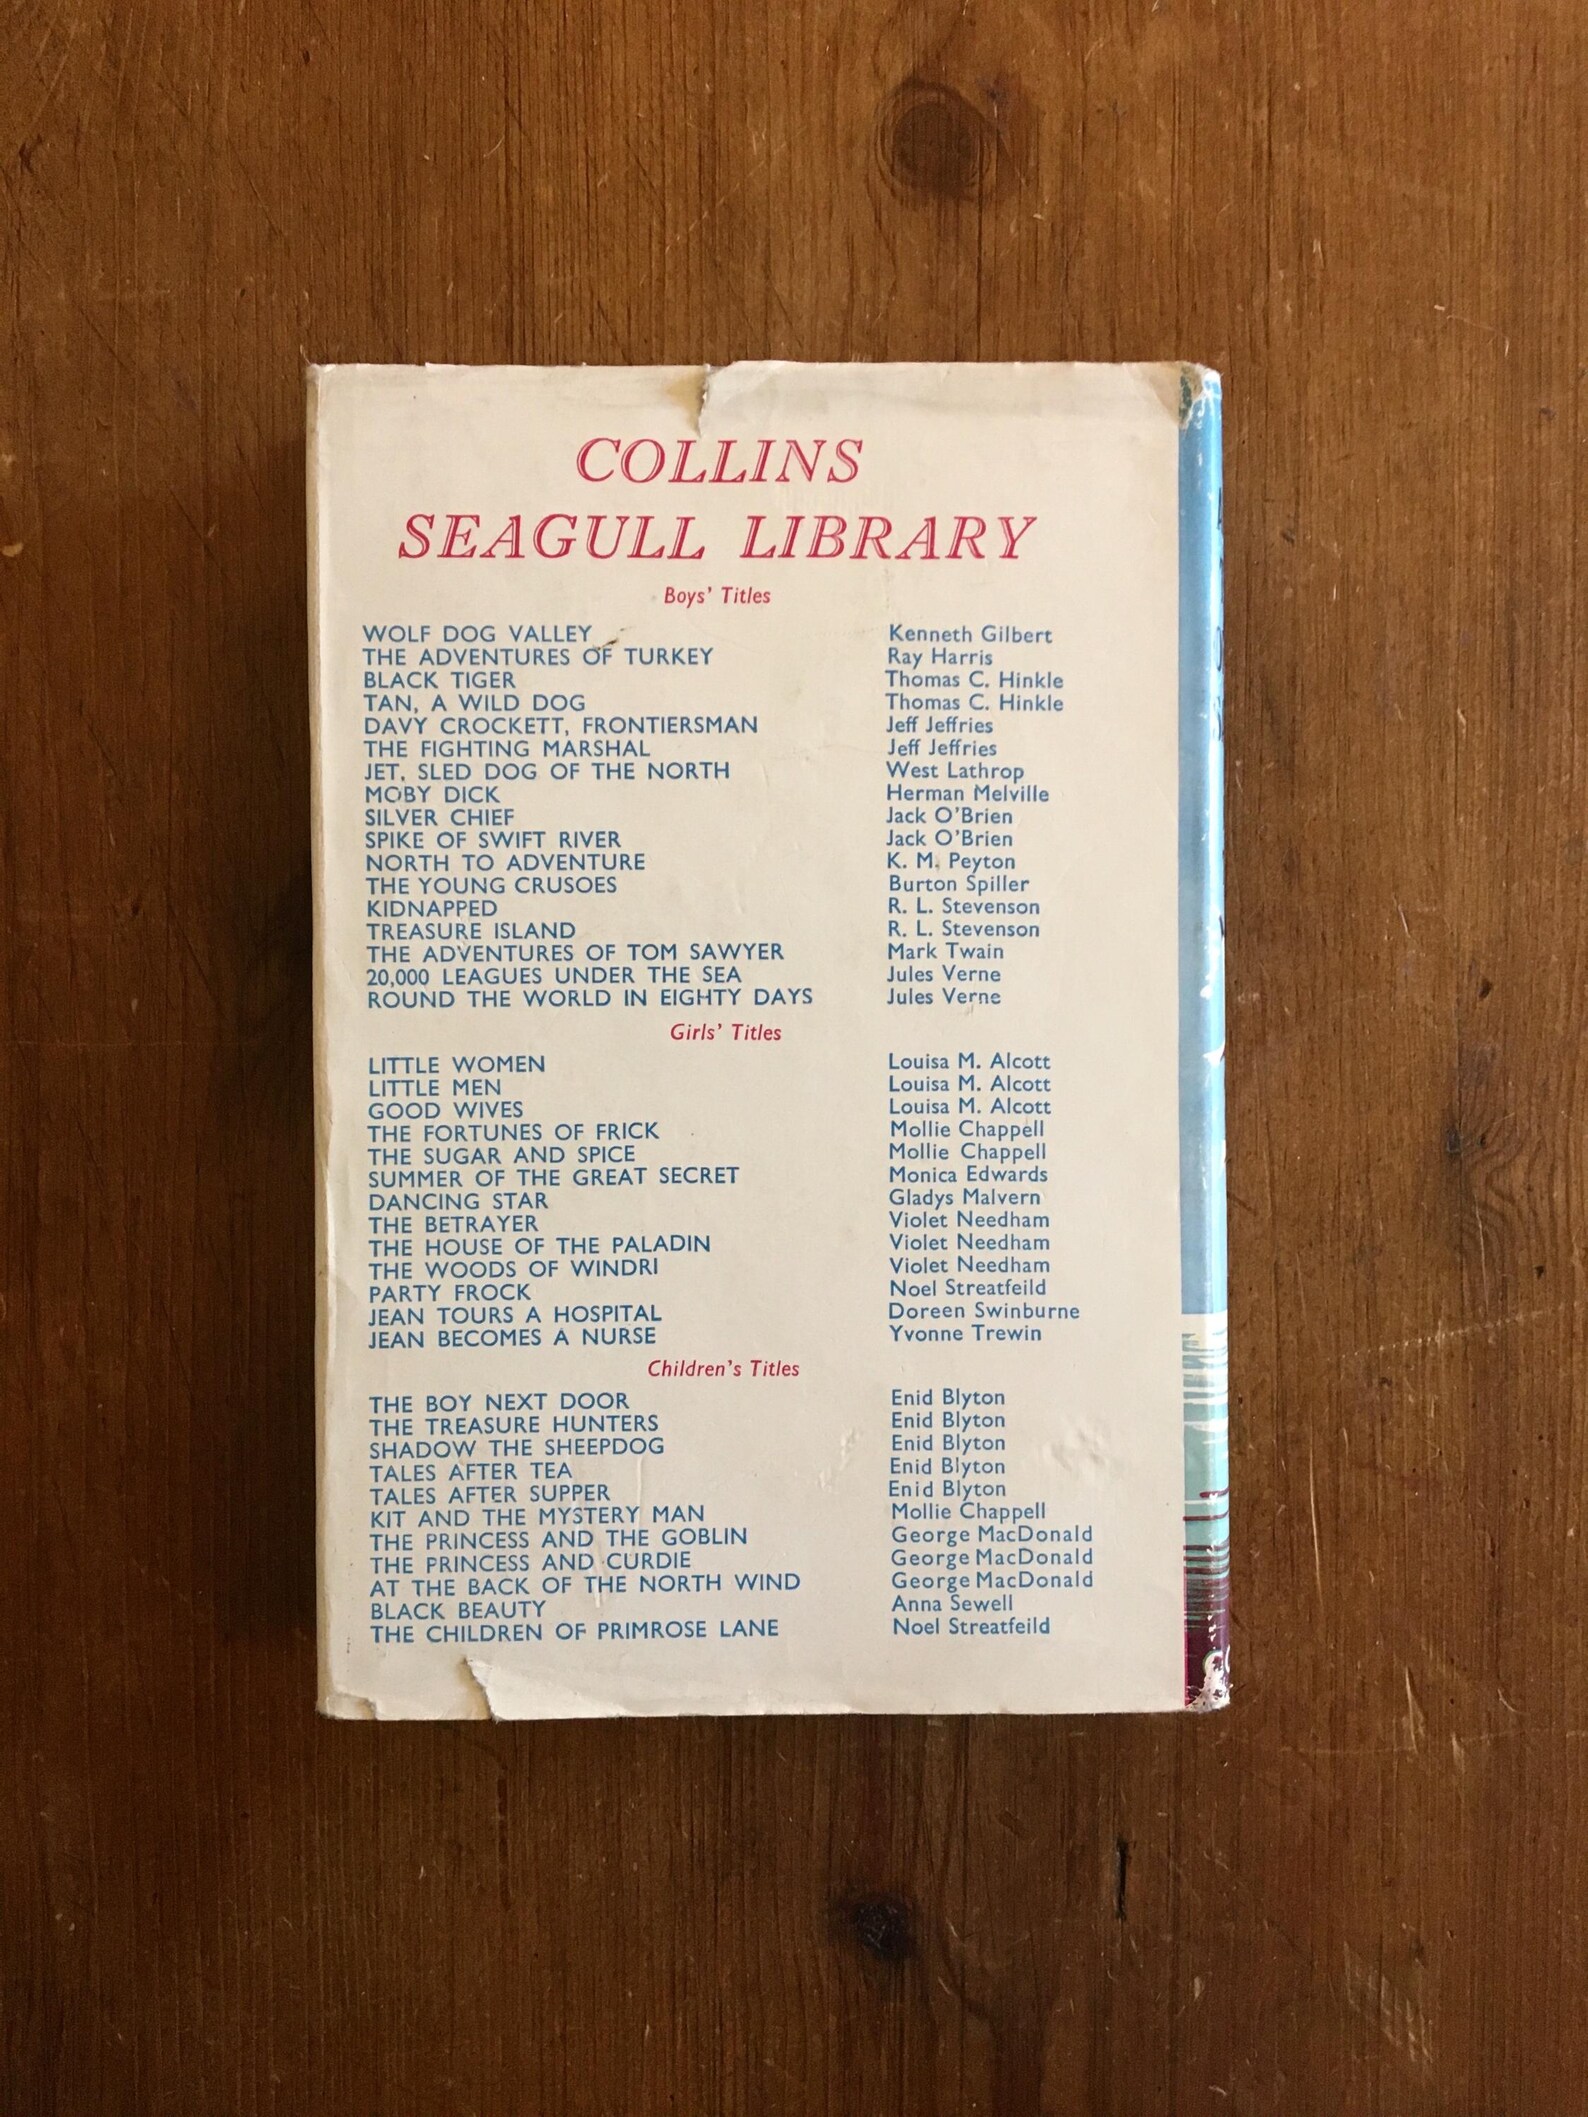 COLLINS
SEAGULL LIBRARY
Boys' Titles
WOLF DOG VALLEY Kenneth Gilbert
THE ADVENTURES OF TURKEY Ray Harris
BLACK TIGER Thomas C. Hinkle
TAN, A WILD DOG Thomas C. Hinkle
DAVY CROCKETT, FRONTIERSMAN Jeff Jeffries
THE FIGHTING MARSHAL Jeff Jeffries
JET, SLED DOG OF THE NORTH West Lathrop
MOBY DICK Herman Melville
SILVER CHIEF Jack O'Brien
SPIKE OF SWIFT RIVER Jack O'Brien
NORTH TO ADVENTURE K. M. Peyton
THE YOUNG CRUSOES Burton Spiller
KIDNAPPED R. L. Stevenson
TREASURE ISLAND R. L. Stevenson
THE ADVENTURES OF TOM SAWYER Mark Twain
20,000 LEAGUES UNDER THE SEA Jules Verne
ROUND THE WORLD IN EIGHTY DAYS Jules Verne
Girls' Titles
LITTLE WOMEN Louisa M. Alcott
LITTLE MEN Louisa M. Alcott
GOOD WIVES Louisa M. Alcott
THE FORTUNES OF FRICK Mollie Chappell
THE SUGAR AND SPICE Mollie Chappell
SUMMER OF THE GREAT SECRET Monica Edwards
DANCING STAR Gladys Malvern
THE BETRAYER Violet Needham
THE HOUSE OF THE PALADIN Violet Needham
THE WOODS OF WINDRI Violet Needham
PARTY FROCK Noel Streatfeild
JEAN TOURS A HOSPITAL Doreen Swinburne
JEAN BECOMES A NURSE Yvonne Trewin
Children's Titles
THE BOY NEXT DOOR Enid Blyton
THE TREASURE HUNTERS Enid Blyton
SHADOW THE SHEEPDOG Enid Blyton
TALES AFTER TEA Enid Blyton
TALES AFTER SUPPER Enid Blyton
KIT AND THE MYSTERY MAN Mollie Chappell
THE PRINCESS AND THE GOBLIN George MacDonald
THE PRINCESS AND CURDIE George MacDonald
AT THE BACK OF THE NORTH WIND George MacDonald
BLACK BEAUTY Anna Sewell
THE CHILDREN OF PRIMROSE LANE Noel Streatfeild